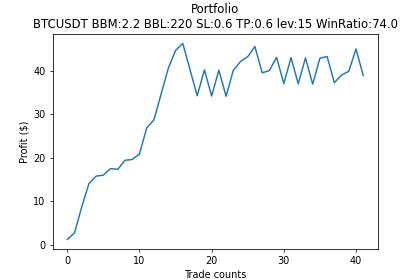 Portfolio
BTCUSDT BBM:2.2 BBL:220 SL:0.6 TP:0.6 lev:15 WinRatio:74.0
Profit ($)
40
30
20
10
0
0 10 20 30 40
Trade counts